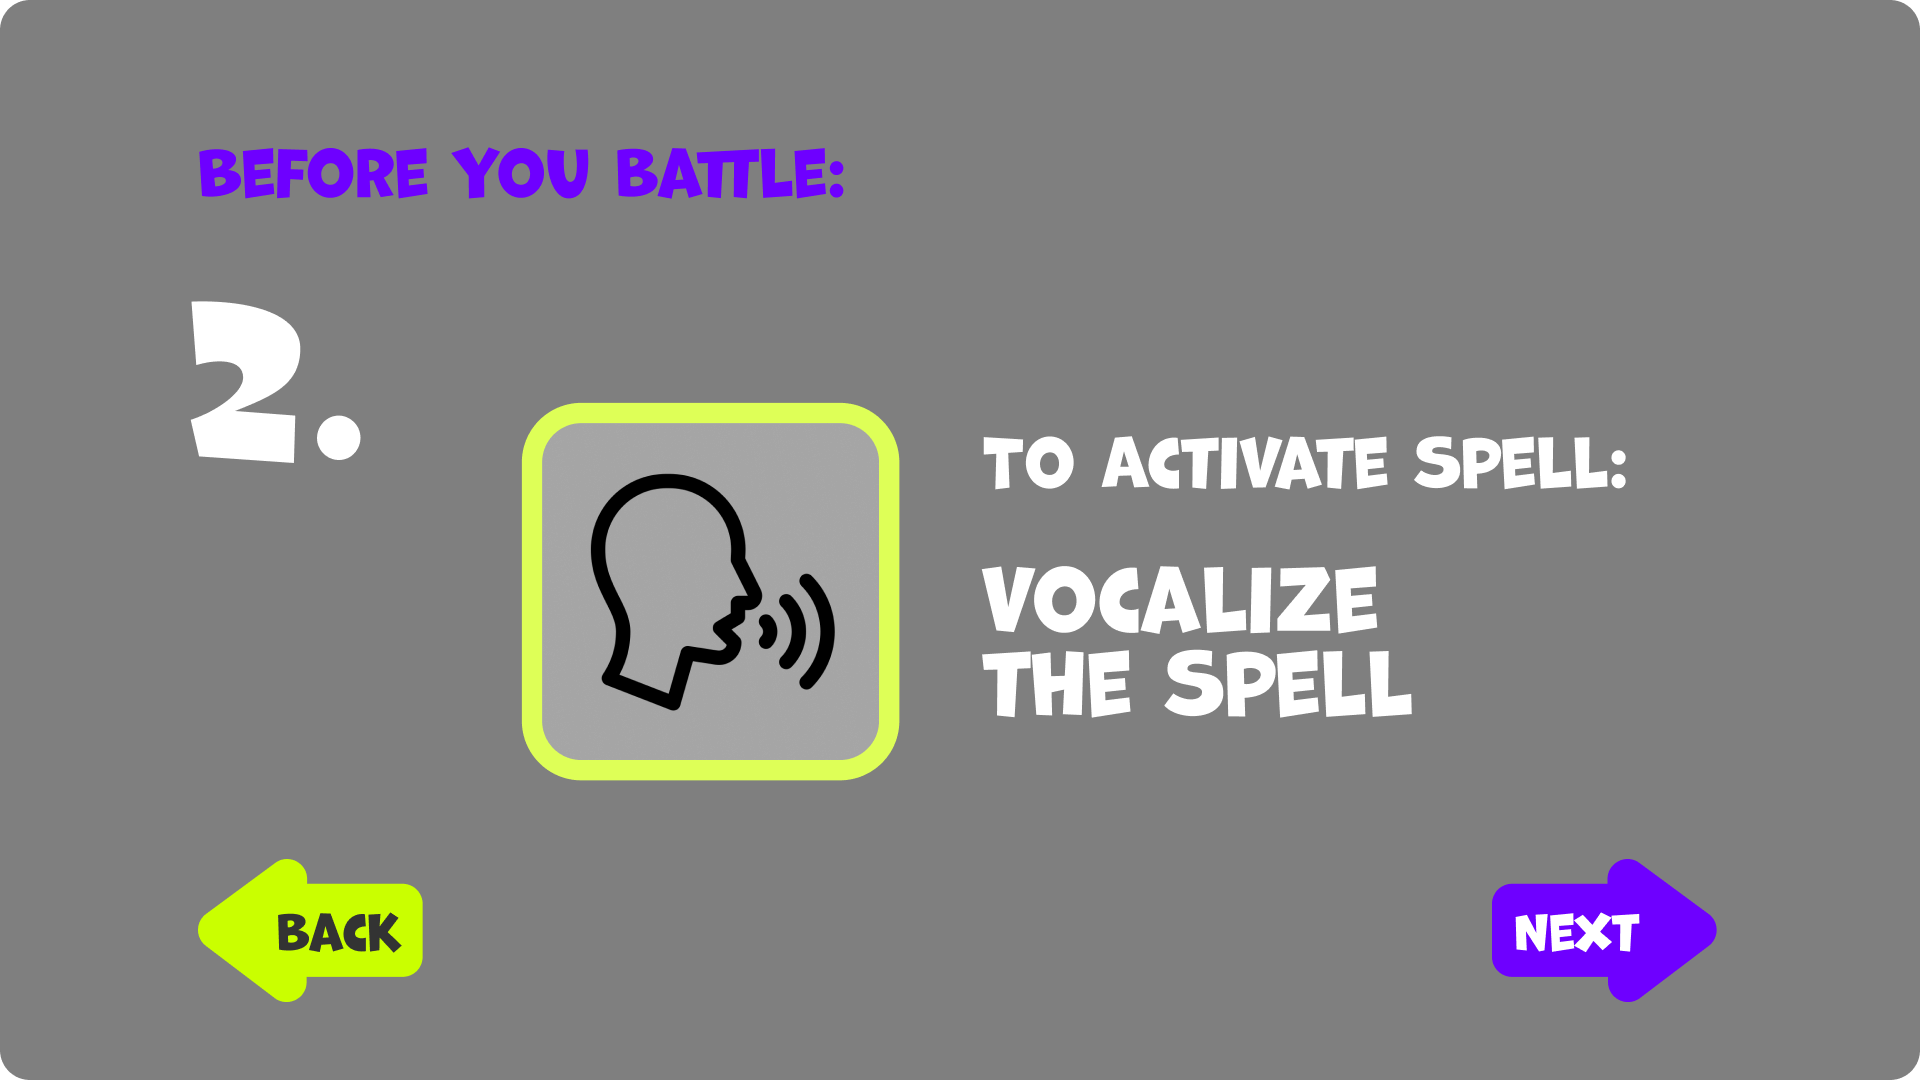 BEFORE YOU BATTLE:
2.
TO ACTIVATE SPELL:
VOCALIZE
THE SPELL
BACK
NEXT